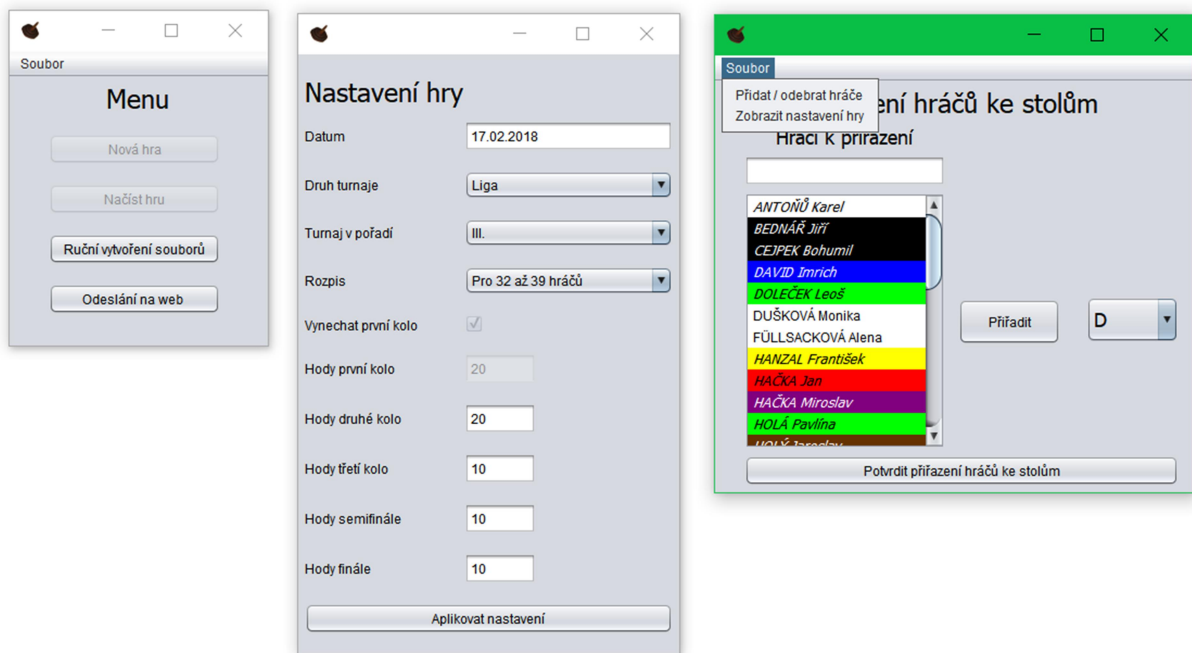 Soubor
Menu
Nová hra
Načíst hru
Ruční vytvoření souborů
Odeslání na web
Nastavení hry
Datum 17.02.2018
Druh turnaje Liga
Turnaj v pořadí III.
Rozpis Pro 32 až 39 hráčů
Vynechat první kolo
Hody první kolo 20
Hody druhé kolo 20
Hody třetí kolo 10
Hody semifinále 10
Hody finále 10
Aplikovat nastavení
Soubor
Přidat / odebrat hráče
Zobrazit nastavení hry
ení hráčů ke stolům
Hráči k přiřazení
ANTOŇŮ Karel
BEDNÁŘ Jiří
CEJPEK Bohumil
DAVID Imrich
DOLEČEK Leoš
DUŠKOVÁ Monika
FÜLLSACKOVÁ Alena
HANZAL František
HAČKA Jan
HAČKA Miroslav
HOLÁ Pavlína
HOLÝ Jaroslav
Přiřadit
D
Potvrdit přiřazení hráčů ke stolům